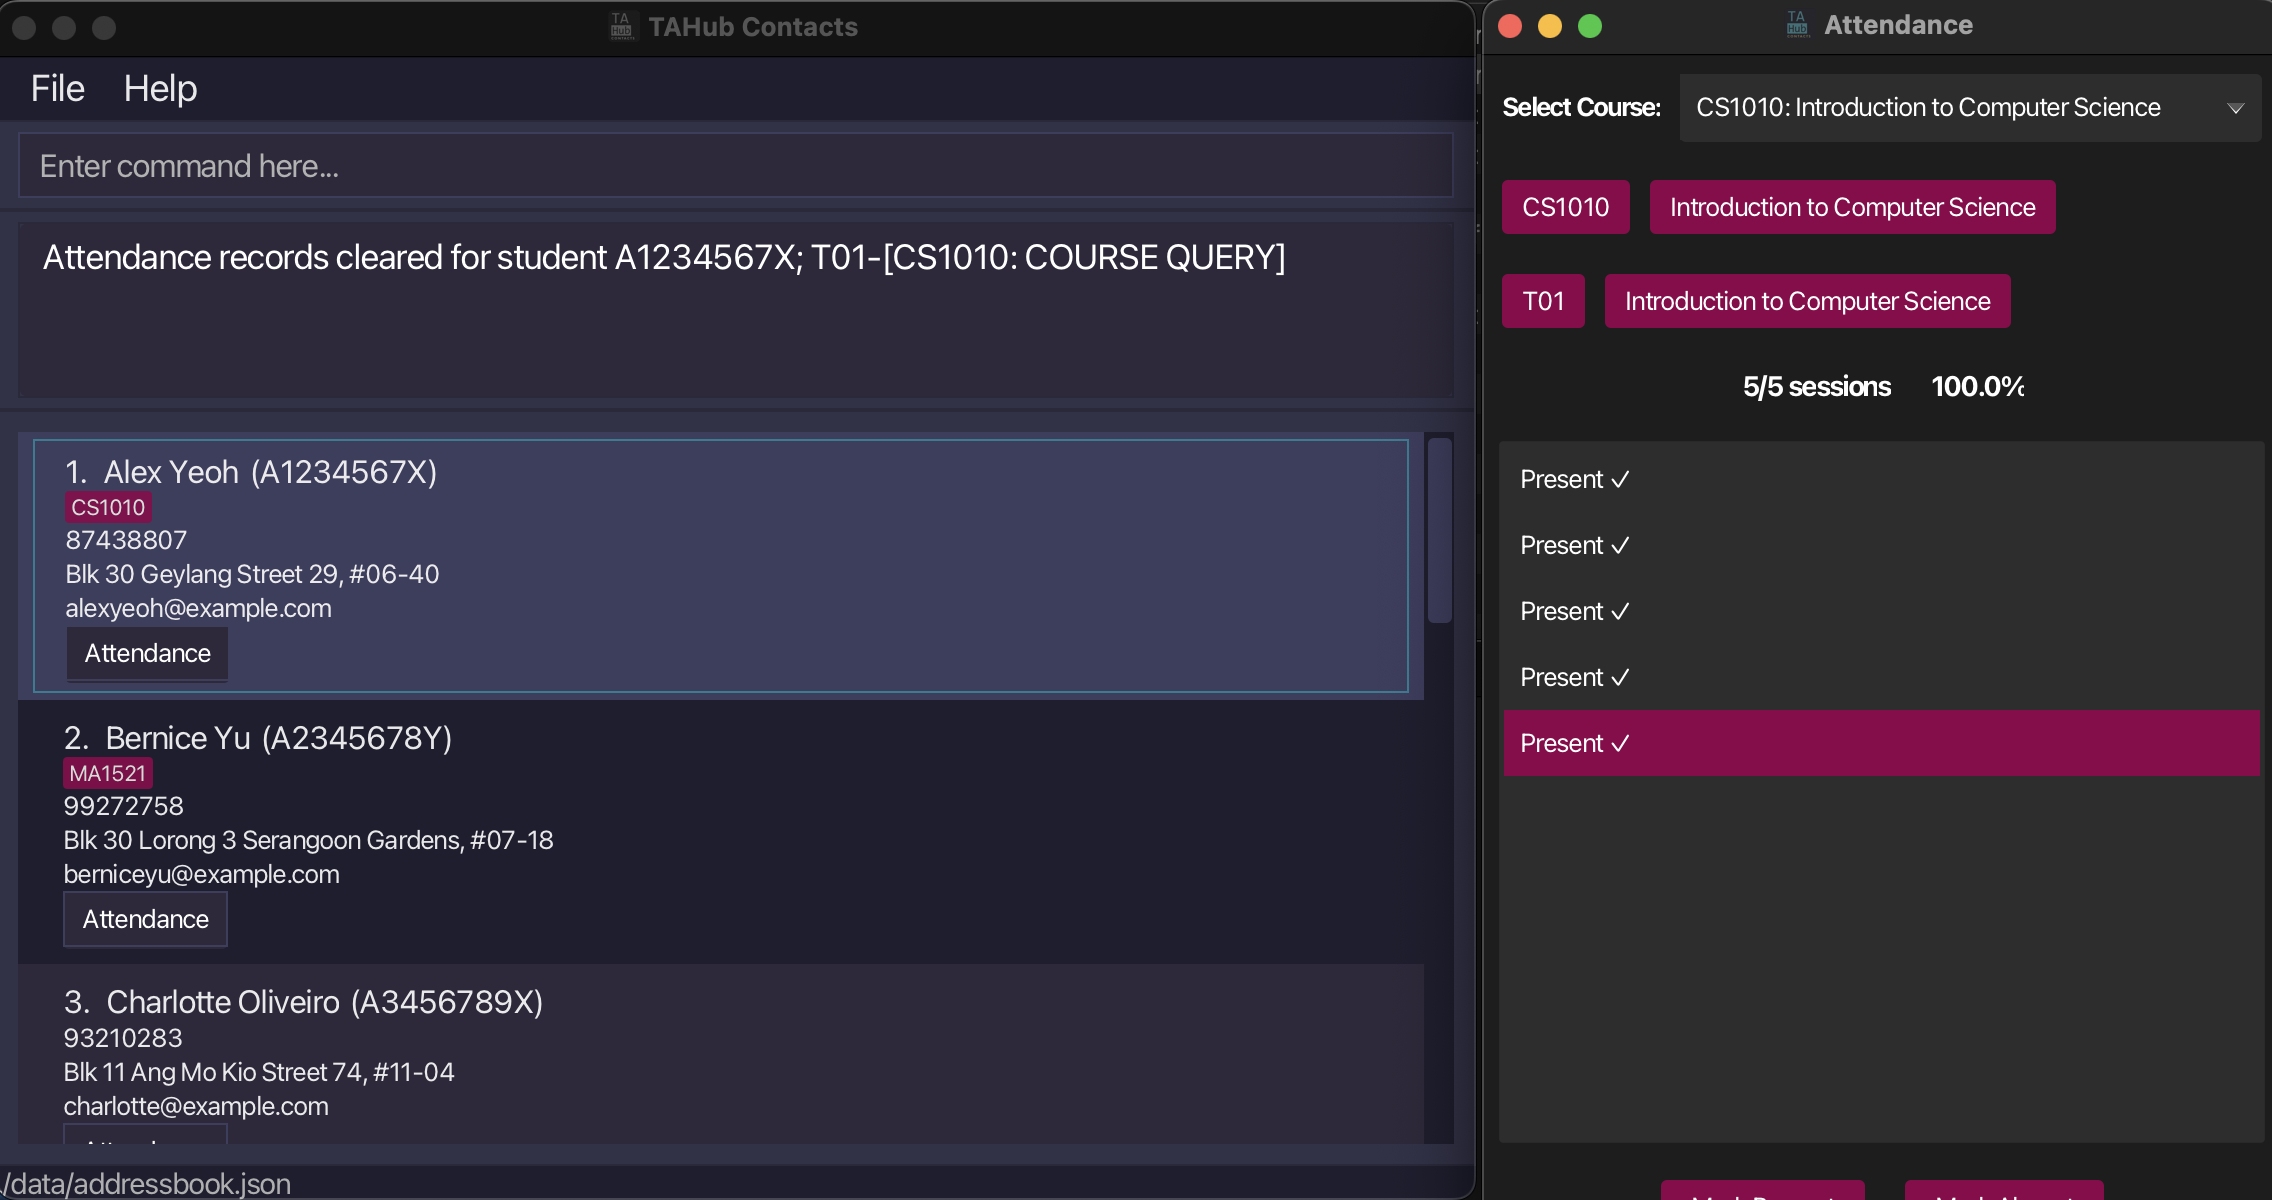 TAHub Contacts
File Help
Enter command here...
Attendance records cleared for student A1234567X; T01-[CS1010: COURSE QUERY]
1. Alex Yeoh (A1234567X)
CS1010
87438807
Blk 30 Geylang Street 29, #06-40
alexyeoh@example.com
Attendance
2. Bernice Yu (A2345678Y)
MA1521
99272758
Blk 30 Lorong 3 Serangoon Gardens, #07-18
berniceyu@example.com
Attendance
3. Charlotte Oliveiro (A3456789X)
93210283
Blk 11 Ang Mo Kio Street 74, #11-04
charlotte@example.com
/data/addressbook.json
Attendance
Select Course: CS1010: Introduction to Computer Science
CS1010 Introduction to Computer Science
T01 Introduction to Computer Science
5/5 sessions 100.0%
Present ✓
Present ✓
Present ✓
Present ✓
Present ✓